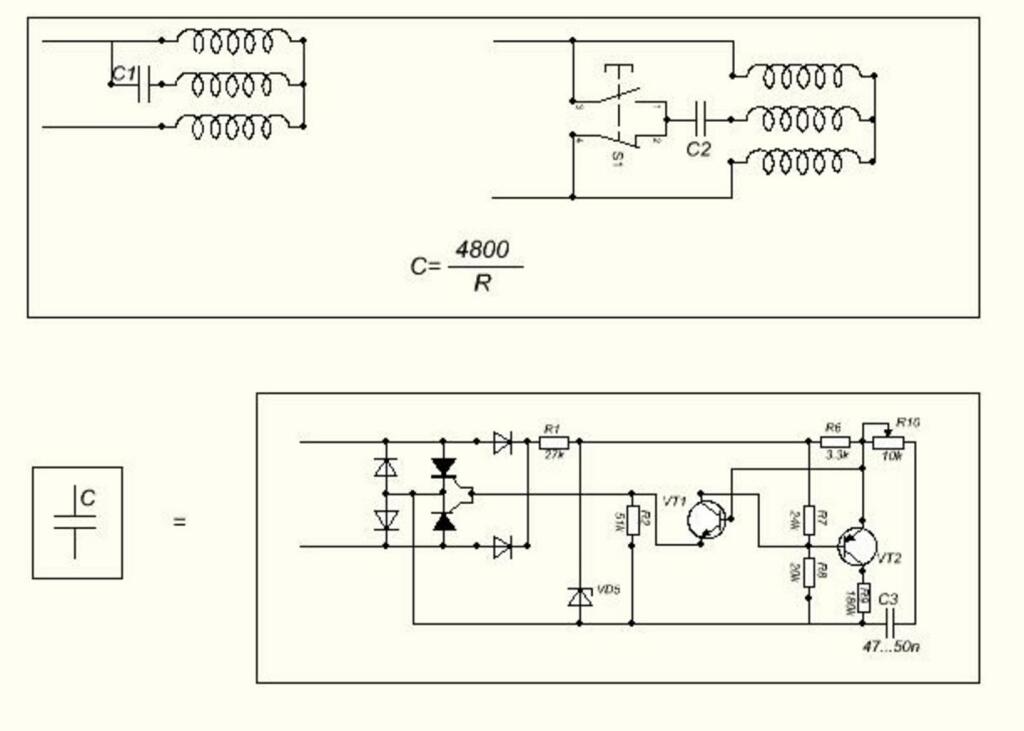 C1
3
1
4
2
S1
C2
C= 4800
R
C
=
R1
27k
R6
3.3k
R10
10k
VT1
R2
51k
R7
24k
VT2
R8
20k
VD5
R9
180k
C3
47...50n